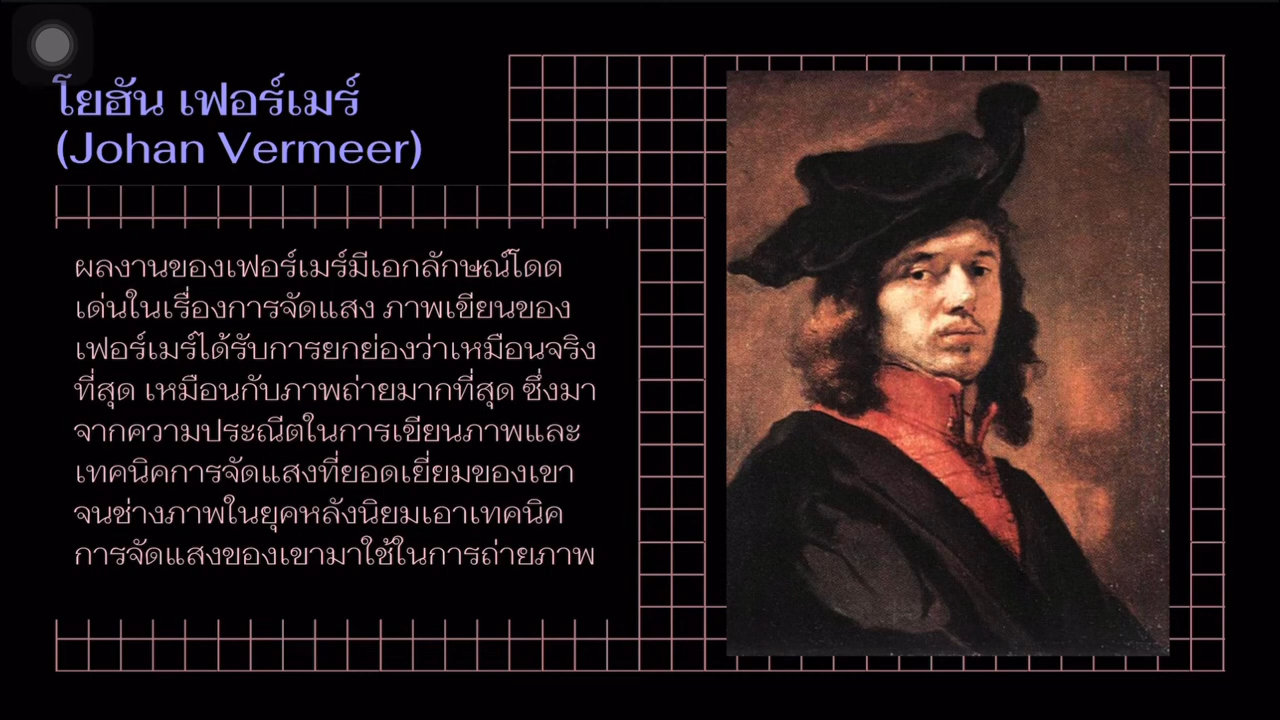 โยฮัน เฟอร์เมร์
(Johan Vermeer)
ผลงานของเฟอร์เมร์มีเอกลักษณ์โดด
เด่นในเรื่องการจัดแสง ภาพเขียนของ
เฟอร์เมร์ได้รับการยกย่องว่าเหมือนจริง
ที่สุด เหมือนกับภาพถ่ายมากที่สุด ซึ่งมา
จากความประณีตในการเขียนภาพและ
เทคนิคการจัดแสงที่ยอดเยี่ยมของเขา
จนช่างภาพในยุคหลังนิยมเอาเทคนิค
การจัดแสงของเขามาใช้ในการถ่ายภาพ